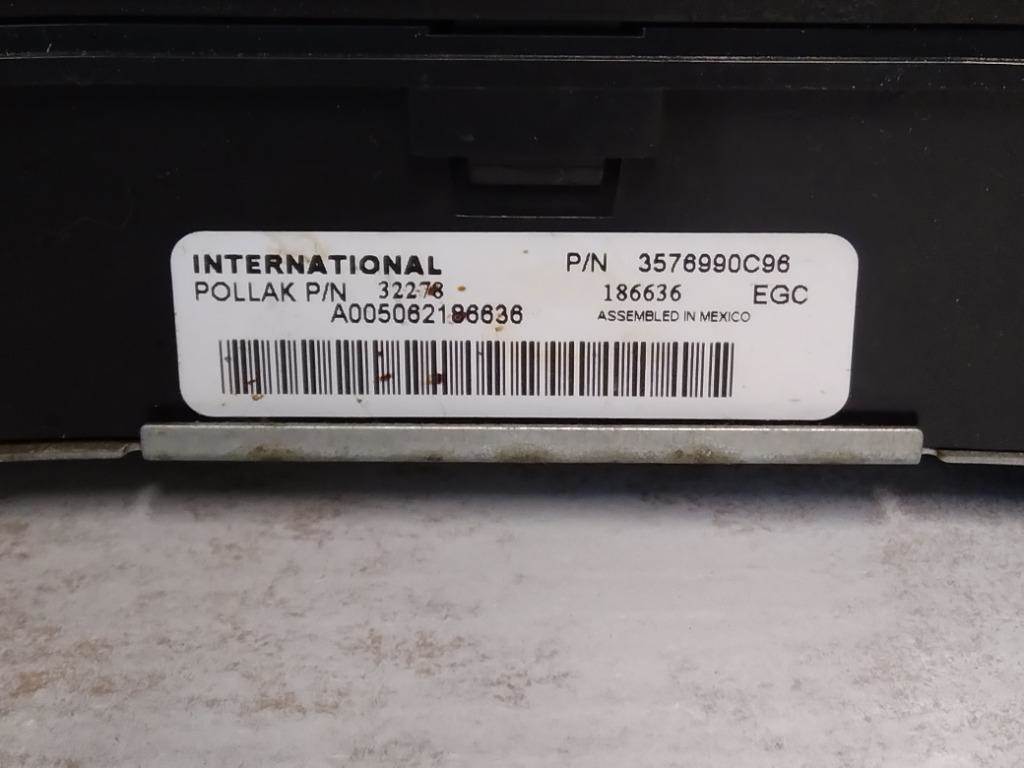 INTERNATIONAL P/N 3576990C96
POLLAK P/N 32278 186636 EGC
A005062186636 ASSEMBLED IN MEXICO